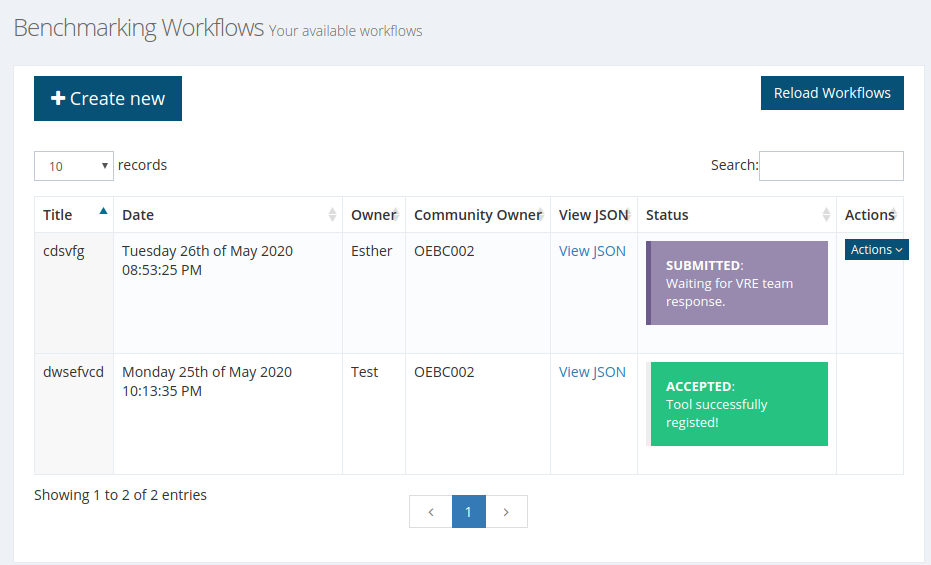 Benchmarking Workflows Your available workflows
Create new
Reload Workflows
10 records
Search:
Title Date Owner Community Owner View JSON Status Actions
cdsvfg Tuesday 26th of May 2020 Esther OEBC002 View JSON Actions
08:53:25 PM
SUBMITTED:
Waiting for VRE team
response.
dwsefvcd Monday 25th of May 2020 Test OEBC002 View JSON
10:13:35 PM
ACCEPTED:
Tool successfully
registed!
Showing 1 to 2 of 2 entries
1